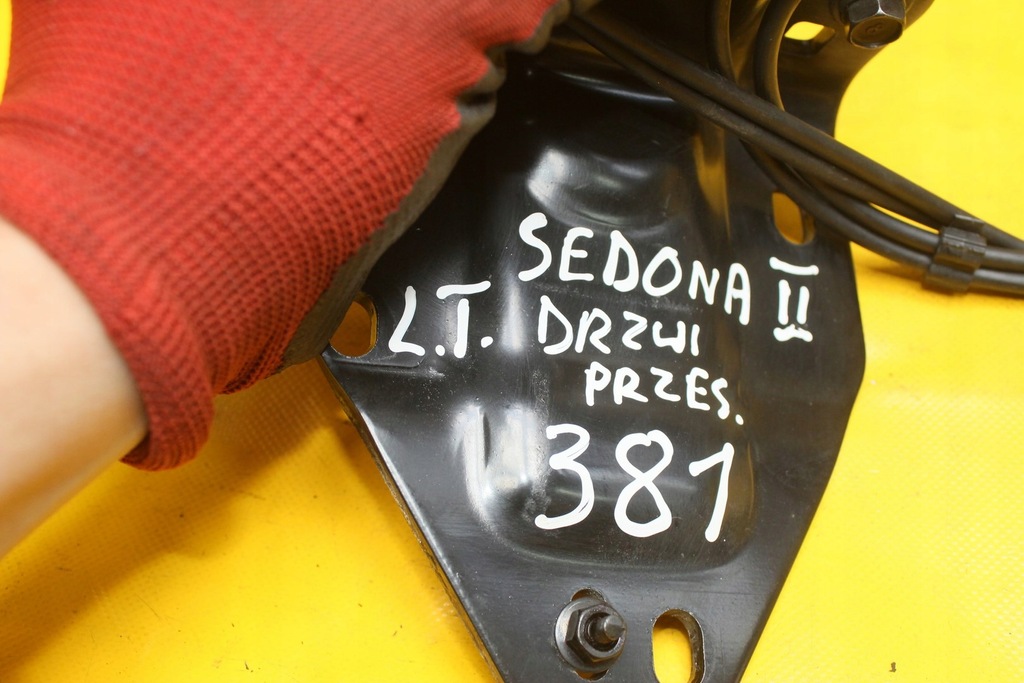 SEDONA II
L.T. DRZWI
PRZES.
381